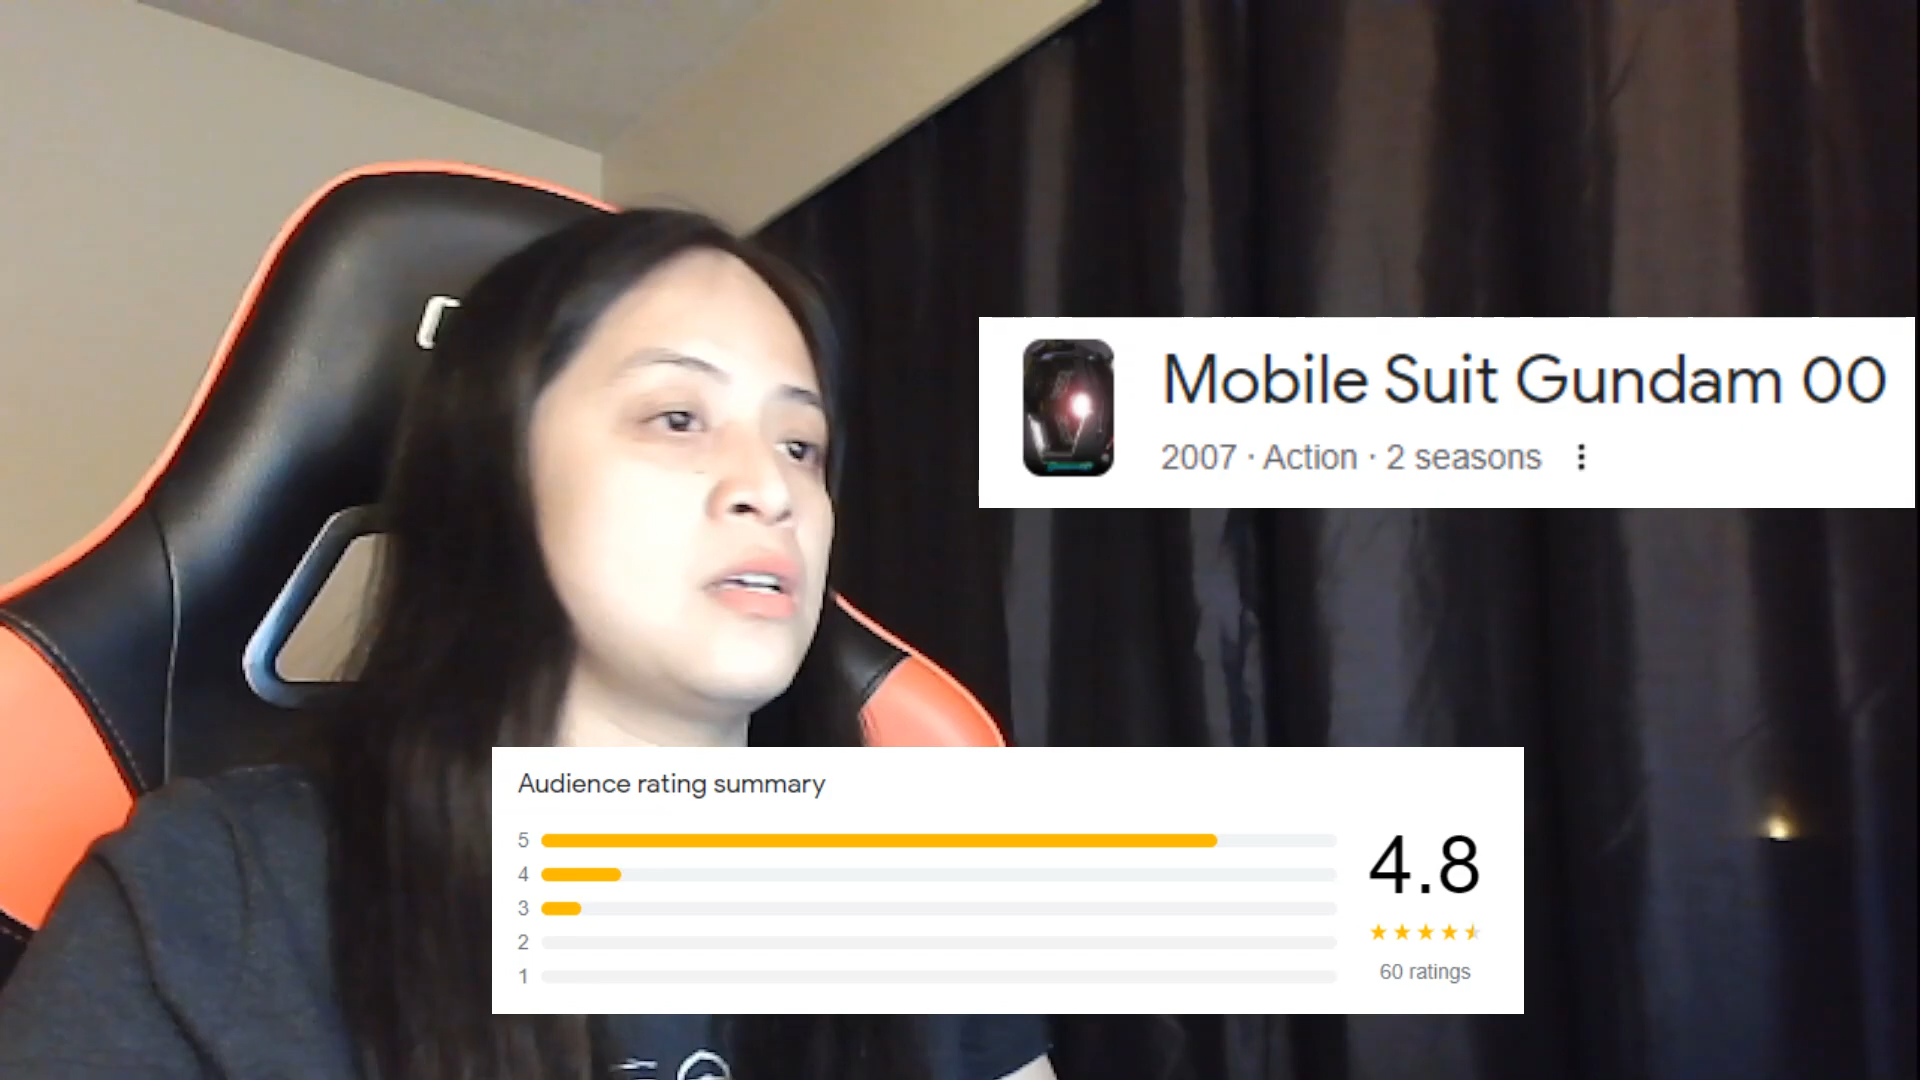 Mobile Suit Gundam 00
2007 · Action · 2 seasons
Audience rating summary
5
4
3
2
1
4.8
60 ratings